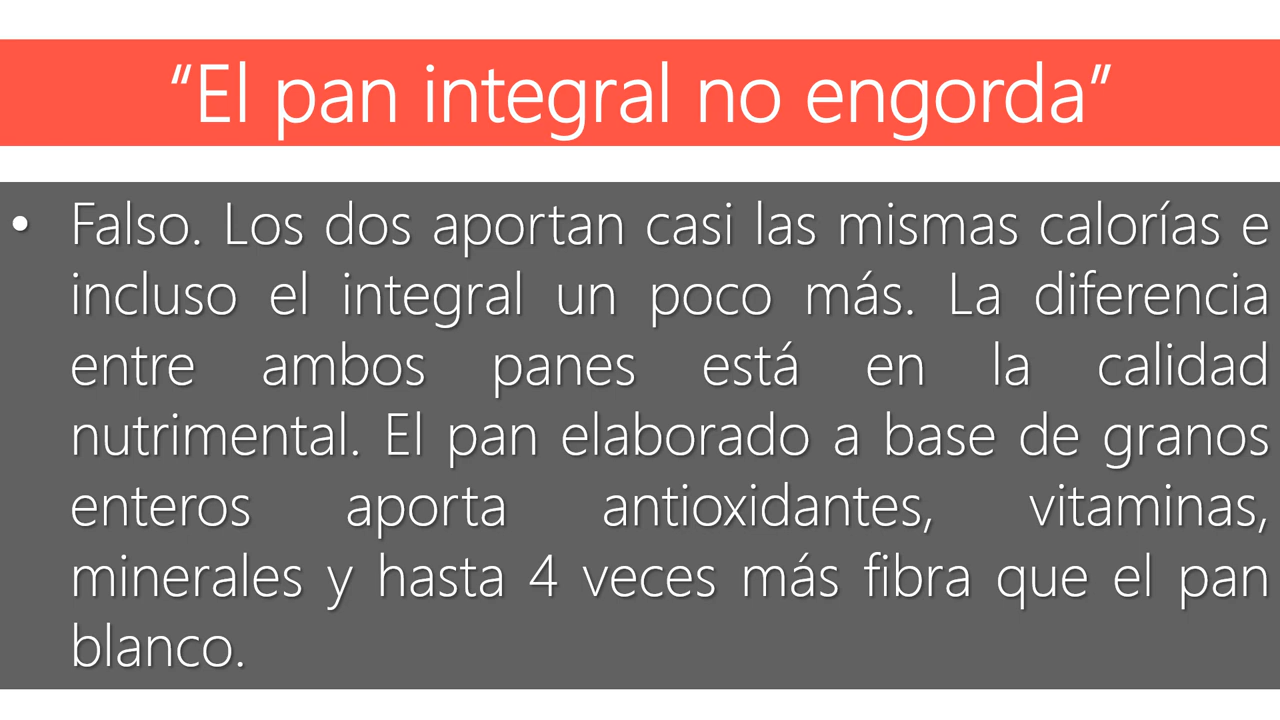 “El pan integral no engorda”
• Falso. Los dos aportan casi las mismas calorías e
incluso el integral un poco más. La diferencia
entre ambos panes está en la calidad
nutrimental. El pan elaborado a base de granos
enteros aporta antioxidantes, vitaminas,
minerales y hasta 4 veces más fibra que el pan
blanco.